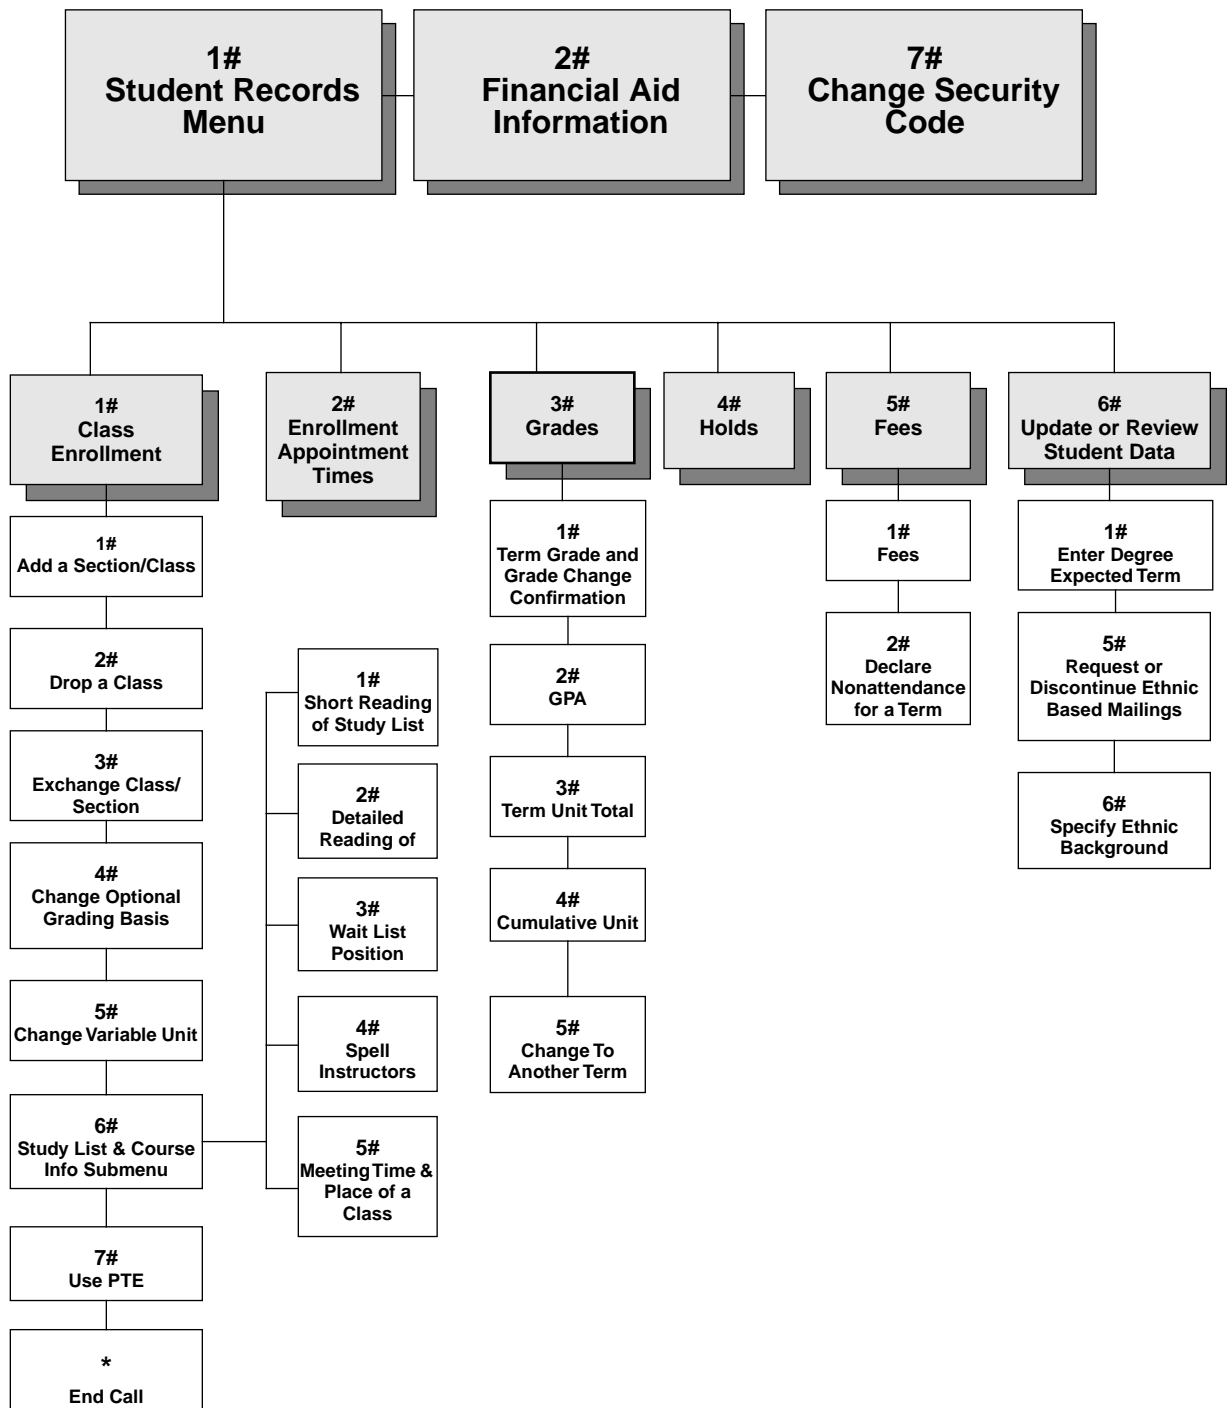 1#
Student Records
Menu
2#
Financial Aid
Information
7#
Change Security
Code
1#
Class
Enrollment
2#
Enrollment
Appointment
Times
3#
Grades
4#
Holds
5#
Fees
6#
Update or Review
Student Data
1#
Add a Section/Class
2#
Drop a Class
3#
Exchange Class/
Section
4#
Change Optional
Grading Basis
5#
Change Variable Unit
6#
Study List & Course
Info Submenu
7#
Use PTE
*
End Call
1#
Short Reading
of Study List
2#
Detailed
Reading of
3#
Wait List
Position
4#
Spell
Instructors
5#
Meeting Time &
Place of a
Class
1#
Term Grade and
Grade Change
Confirmation
2#
GPA
3#
Term Unit Total
4#
Cumulative Unit
5#
Change To
Another Term
1#
Fees
2#
Declare
Nonattendance
for a Term
1#
Enter Degree
Expected Term
5#
Request or
Discontinue Ethnic
Based Mailings
6#
Specify Ethnic
Background